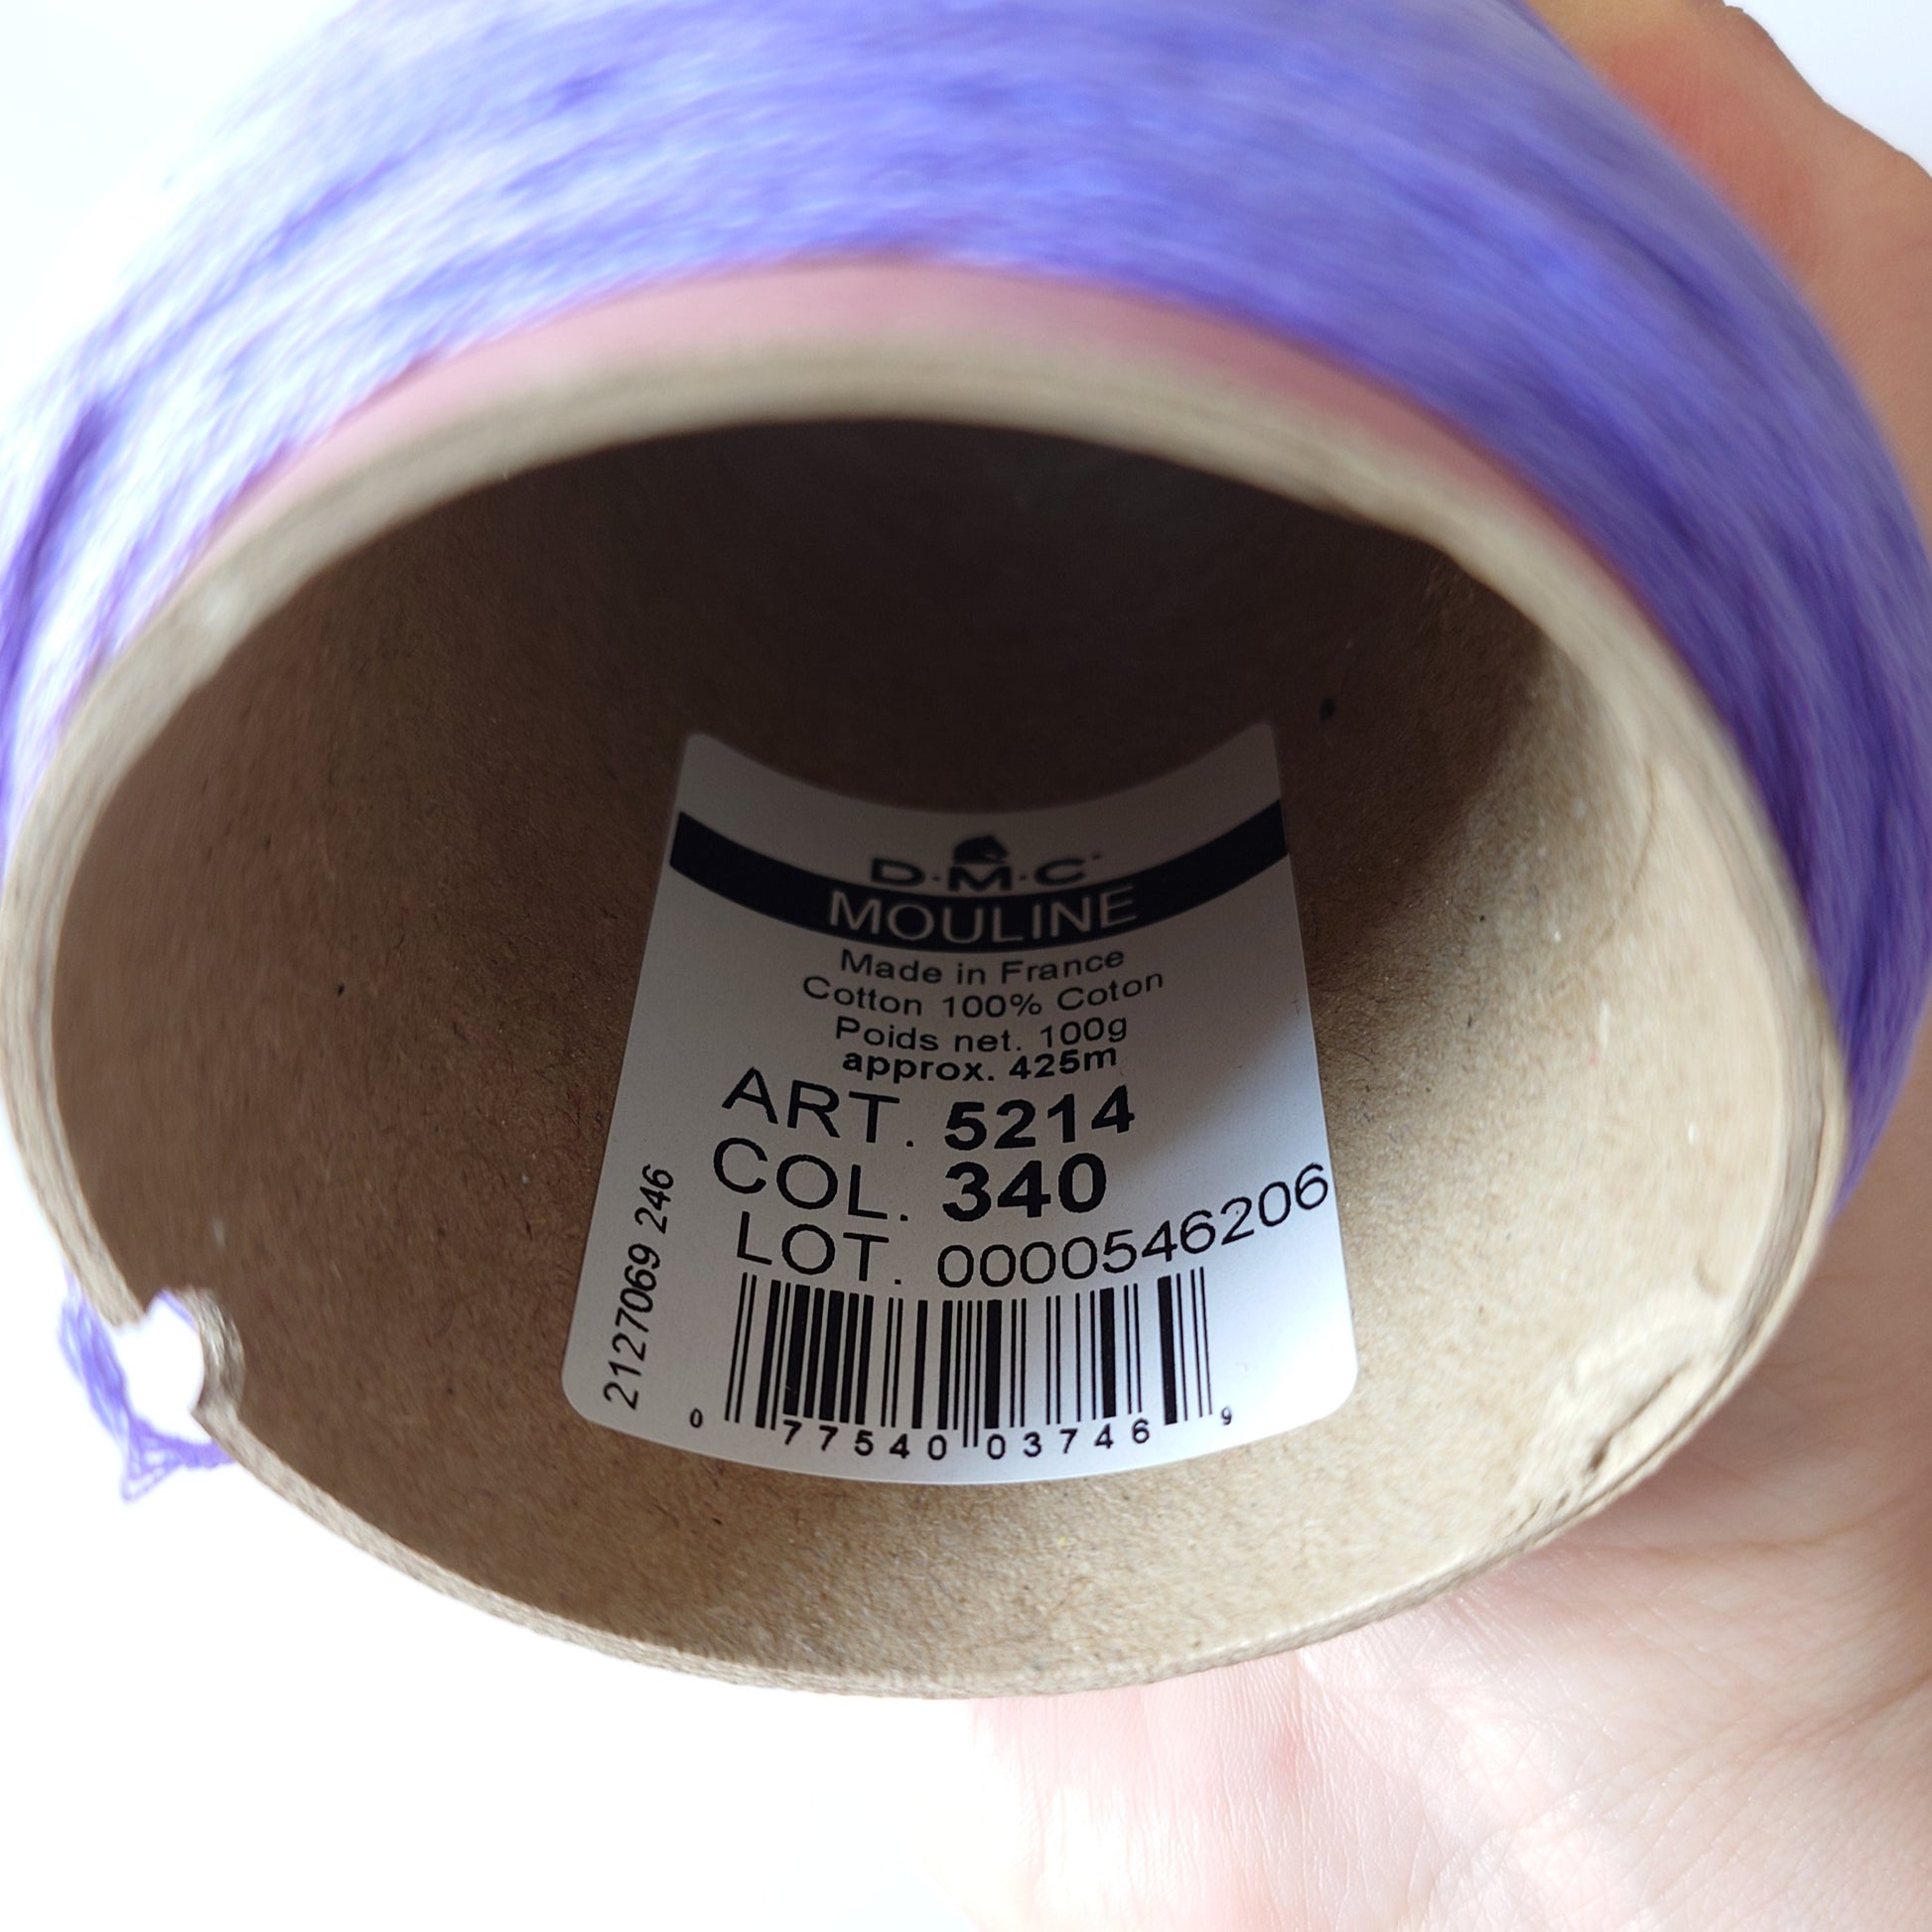 D·M·C
MOULINE
Made in France
Cotton 100% Coton
Poids net. 100g
approx. 425m
ART. 5214
COL. 340
LOT. 0000546206
2127069 246
0 77540 03746 9